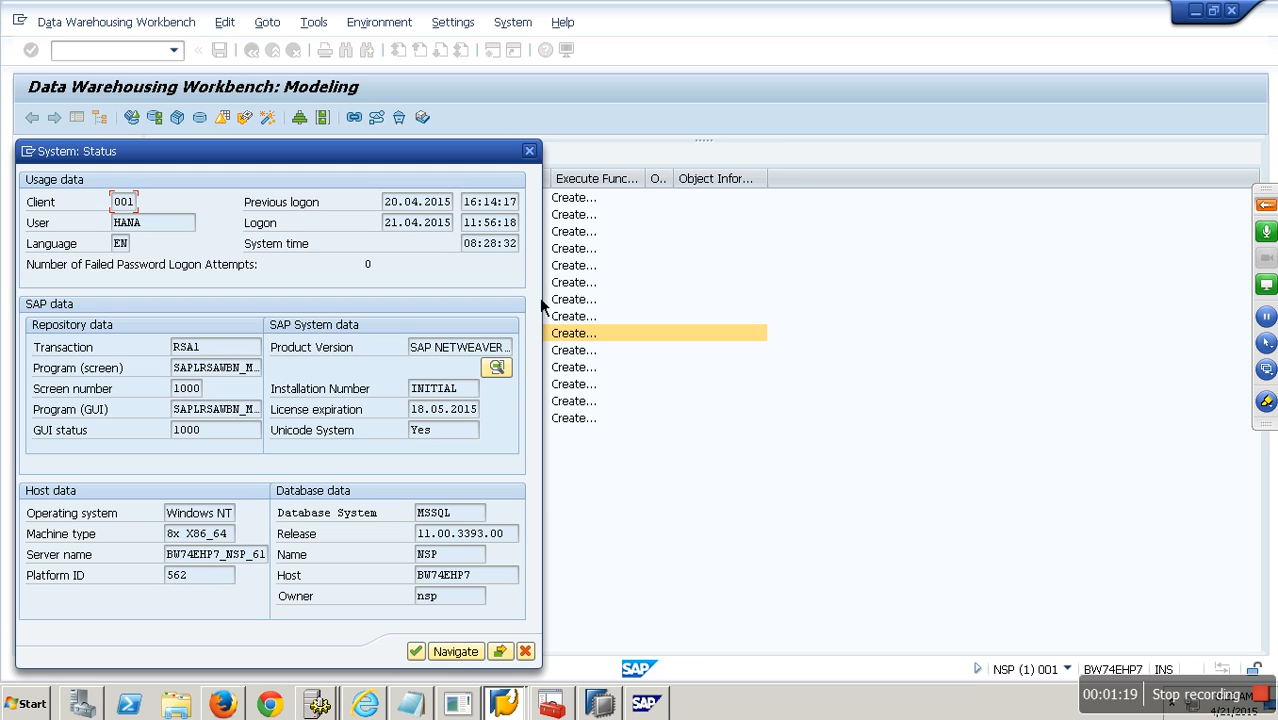 Data Warehousing Workbench Edit Goto Tools Environment Settings System Help
Data Warehousing Workbench: Modeling
System: Status
Execute Func... O.. Object Infor...
Usage data
Client 001 Previous logon 20.04.2015 16:14:17
User HANA Logon 21.04.2015 11:56:18
Language EN System time 08:28:32
Number of Failed Password Logon Attempts: 0
SAP data
Repository data SAP System data
Transaction RSA1 Product Version SAP NETWEAVER...
Program (screen) SAPLRSAWBN_M...
Screen number 1000 Installation Number INITIAL
Program (GUI) SAPLRSAWBN_M... License expiration 18.05.2015
GUI status 1000 Unicode System Yes
Host data Database data
Operating system Windows NT Database System MSSQL
Machine type 8x X86_64 Release 11.00.3393.00
Server name BW74EHP7_NSP_61 Name NSP
Platform ID 562 Host BW74EHP7
Owner nsp
Navigate
Create...
Create...
Create...
Create...
Create...
Create...
Create...
Create...
Create...
Create...
Create...
Create...
Create...
Create...
SAP NSP (1) 001 BW74EHP7 INS
Start SAP 00:01:19 Stop recording
4/21/2015